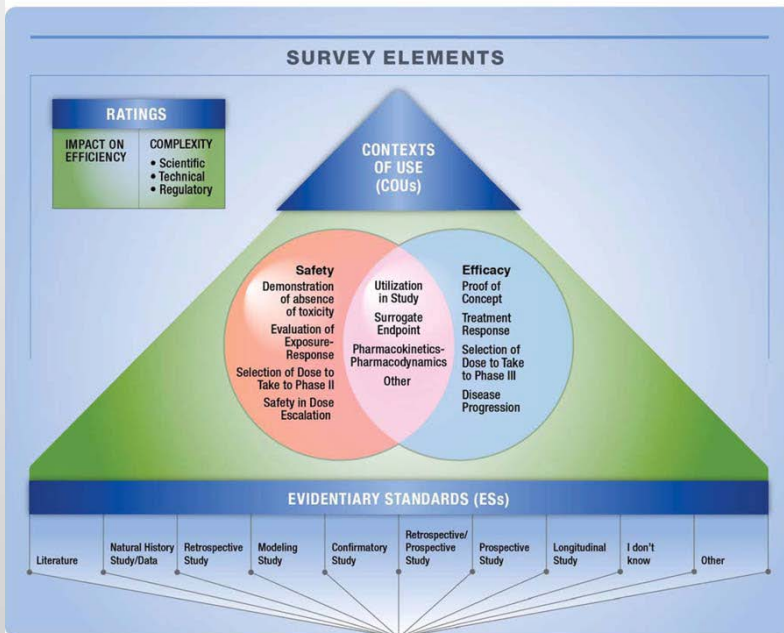 SURVEY ELEMENTS
RATINGS
IMPACT ON
EFFICIENCY
COMPLEXITY
• Scientific
• Technical
• Regulatory
CONTEXTS
OF USE
(COUs)
Safety
Demonstration
of absence
of toxicity
Evaluation of
Exposure-
Response
Selection of Dose to
Take to Phase II
Safety in Dose
Escalation
Utilization
in Study
Surrogate
Endpoint
Pharmacokinetics-
Pharmacodynamics
Other
Efficacy
Proof of
Concept
Treatment
Response
Selection of
Dose to Take
to Phase III
Disease
Progression
EVIDENTIARY STANDARDS (ESs)
Literature
Natural History
Study/Data
Retrospective
Study
Modeling
Study
Confirmatory
Study
Retrospective/
Prospective
Study
Prospective
Study
Longitudinal
Study
I don't
know
Other